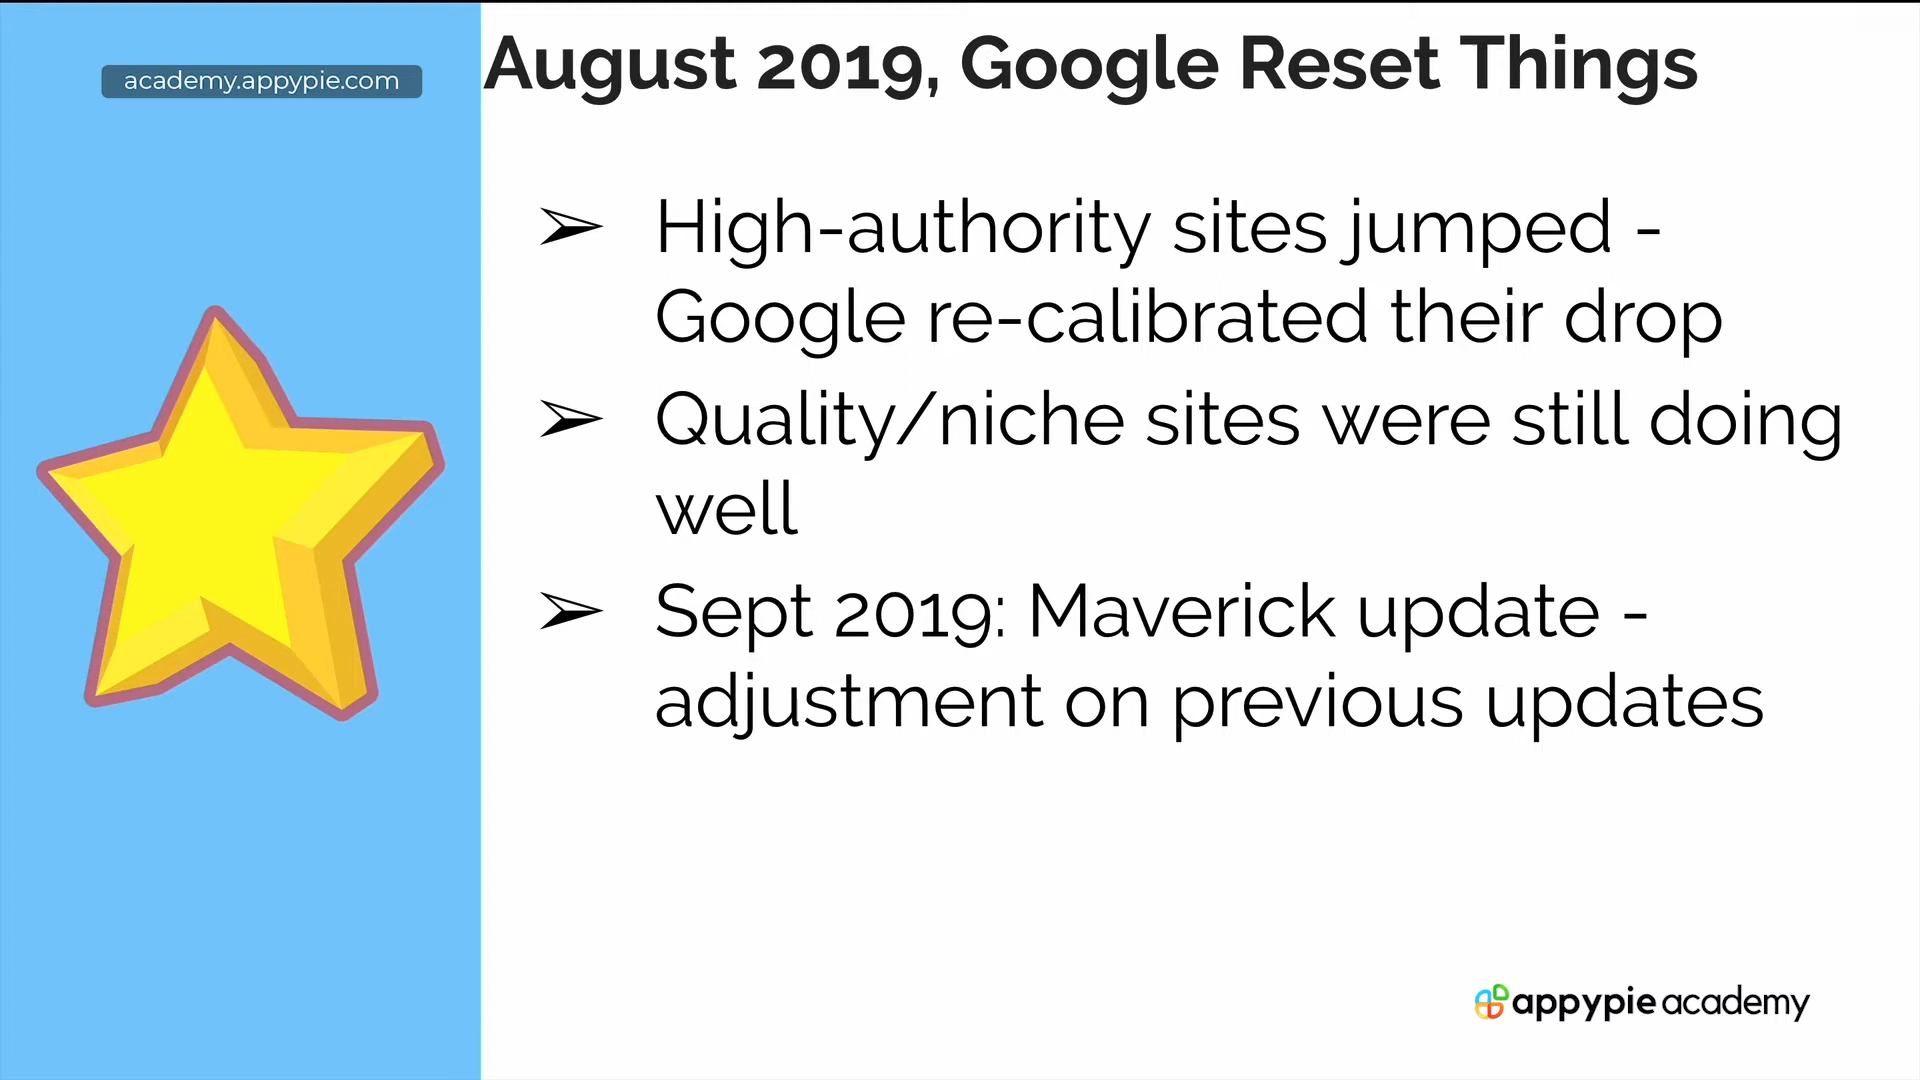 academy.appypie.com
August 2019, Google Reset Things
➢ High-authority sites jumped -
Google re-calibrated their drop
➢ Quality/niche sites were still doing
well
➢ Sept 2019: Maverick update -
adjustment on previous updates
appypie academy